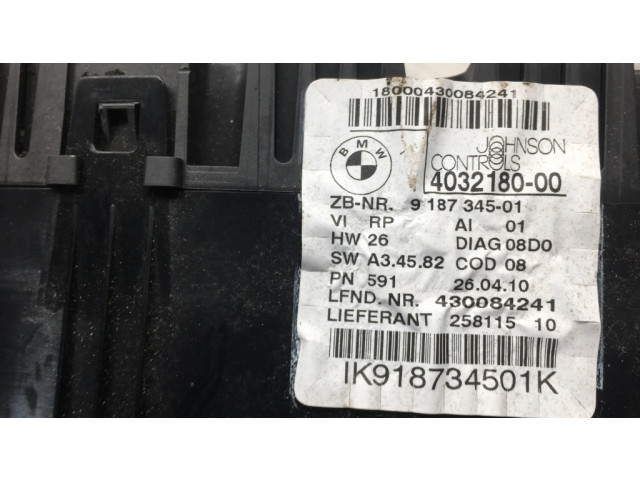 18000430084241
BMW
JOHNSON
CONTROLS
4032180-00
ZB-NR. 9 187 345-01
VI RP AI 01
HW 26 DIAG 08D0
SW A3.45.82 COD 08
PN 591 26.04.10
LFND. NR. 430084241
LIEFERANT 258115 10
IK918734501K